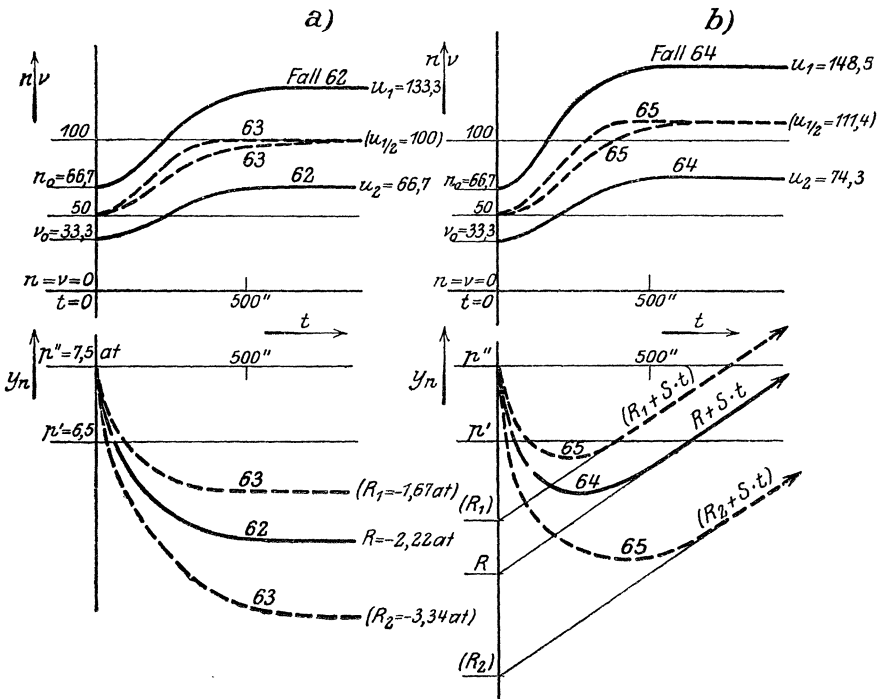 a)
n ν
Fall 62
u₁=133,3
100
63
(u₁/₂=100)
63
n₀=66,7
62
u₂=66,7
50
ν₀=33,3
n=ν=0
t=0
500"
t
yₙ
p"=7,5 at
500"
p'=6,5
63
(R₁=-1,67at)
62
R=-2,22at
63
(R₂=-3,34at)
b)
n ν
Fall 64
u₁=148,5
65
100
(u₁/₂=111,4)
65
n₀=66,7
64
u₂=74,3
50
ν₀=33,3
n=ν=0
t=0
500"
t
yₙ
p"
500"
(R₁+S·t)
R+S·t
p'
65
64
(R₁)
(R₂+S·t)
65
R
(R₂)